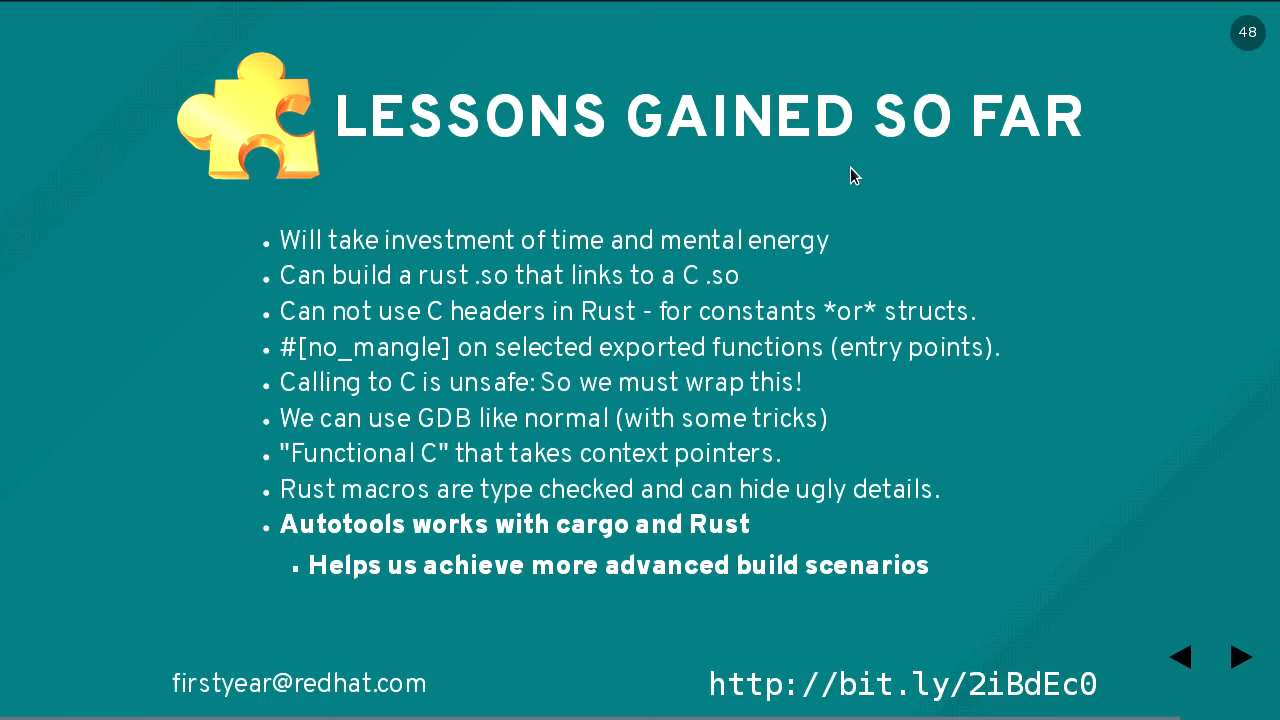 48
LESSONS GAINED SO FAR
Will take investment of time and mental energy
Can build a rust .so that links to a C .so
Can not use C headers in Rust - for constants *or* structs.
#[no_mangle] on selected exported functions (entry points).
Calling to C is unsafe: So we must wrap this!
We can use GDB like normal (with some tricks)
"Functional C" that takes context pointers.
Rust macros are type checked and can hide ugly details.
Autotools works with cargo and Rust
Helps us achieve more advanced build scenarios
firstyear@redhat.com
http://bit.ly/2iBdEc0